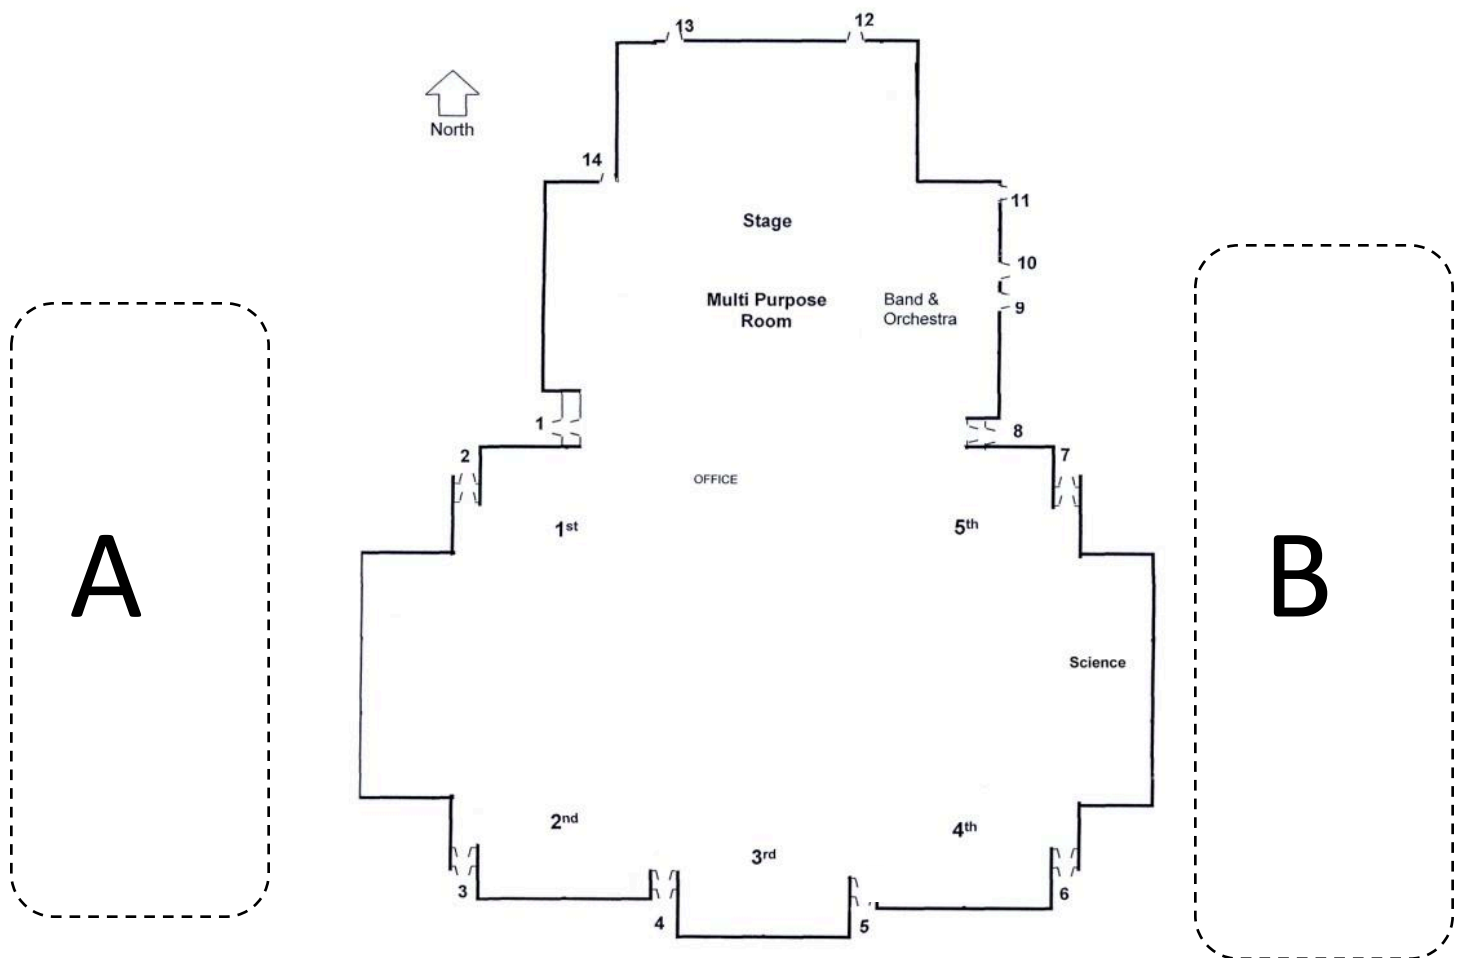 13
12
North
14
11
Stage
10
Multi Purpose
Room
Band &
Orchestra
9
1
8
2
7
OFFICE
1st
5th
A
B
Science
2nd
4th
3rd
3
6
4
5